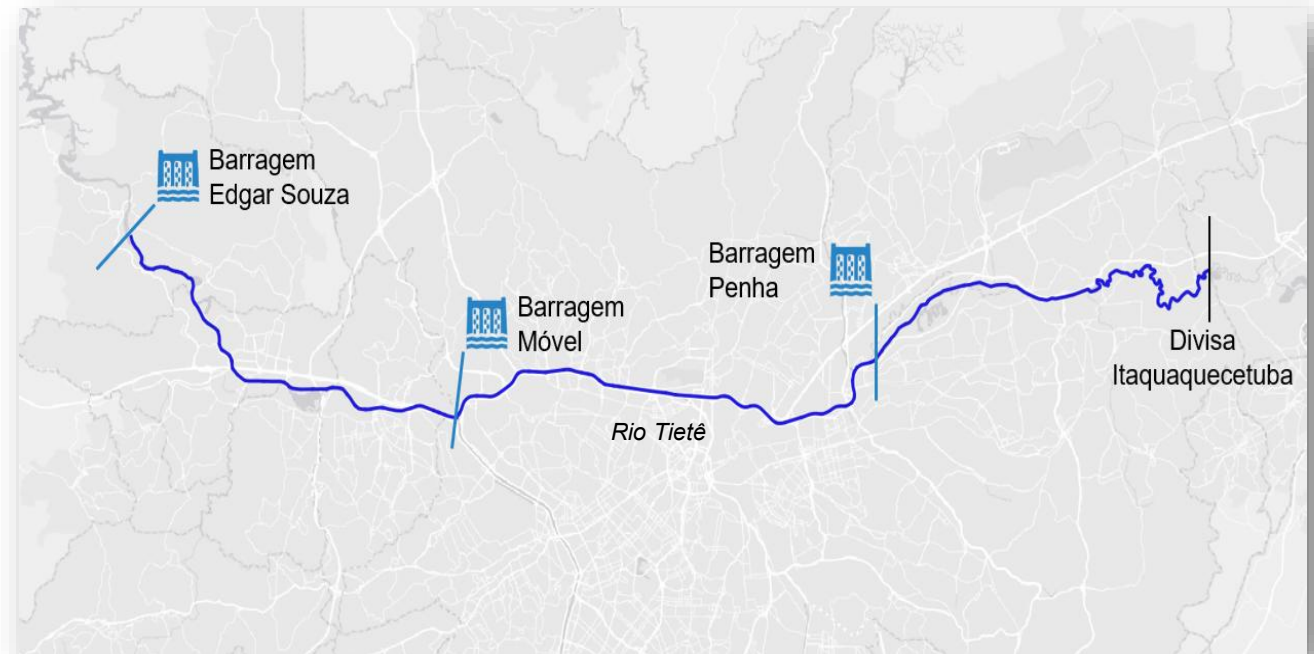 Barragem
Edgar Souza
Barragem
Móvel
Barragem
Penha
Rio Tietê
Divisa
Itaquaquecetuba